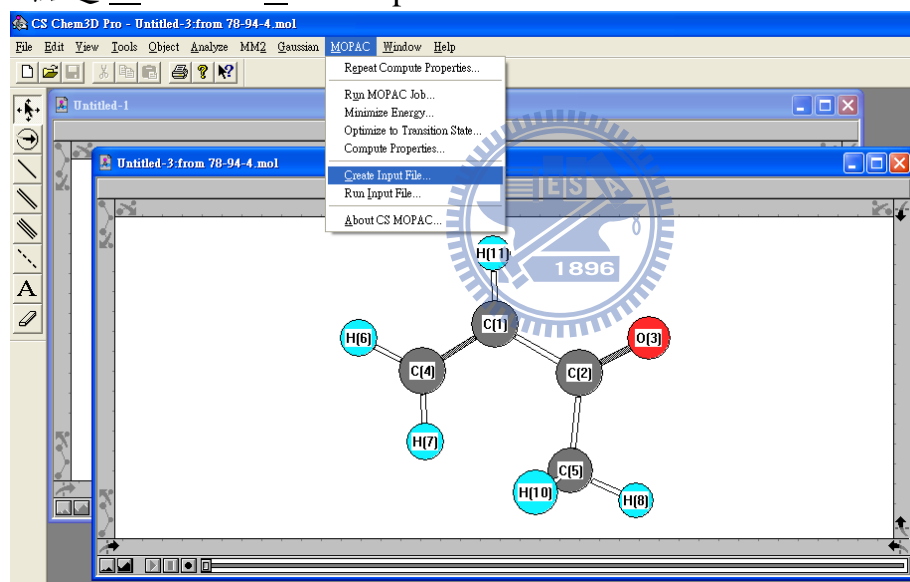 CS Chem3D Pro - Untitled-3:from 78-94-4.mol
File Edit View Tools Object Analyze MM2 Gaussian MOPAC Window Help
Repeat Compute Properties...
Run MOPAC Job...
Minimize Energy...
Optimize to Transition State...
Compute Properties...
Create Input File...
Run Input File...
About CS MOPAC...
Untitled-1
Untitled-3:from 78-94-4.mol
A
ES A
1896
H(11)
C(1)
H(6)
O(3)
C(4)
C(2)
H(7)
C(5)
H(10)
H(8)